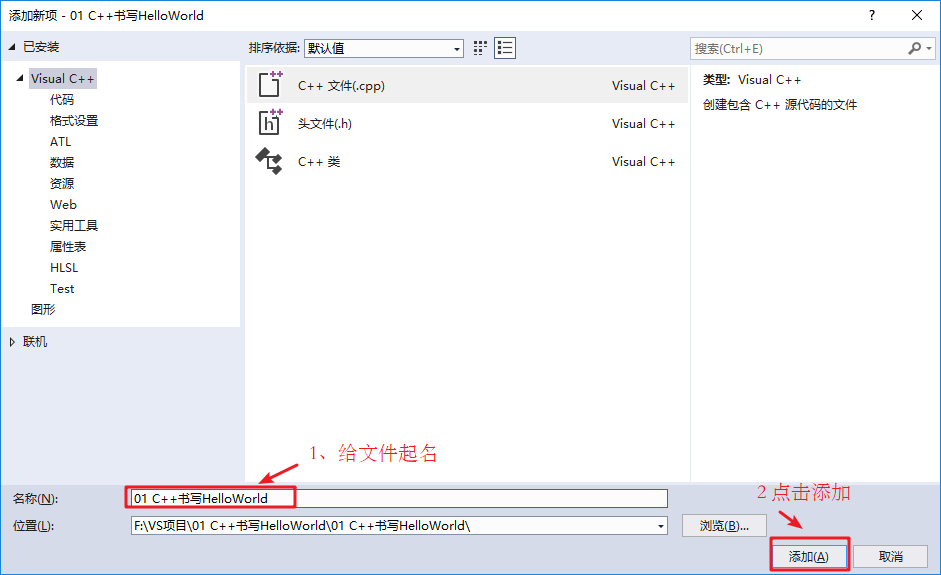 添加新项 - 01 C++书写HelloWorld
?
已安装
排序依据: 默认值
搜索(Ctrl+E)
Visual C++
代码
格式设置
ATL
数据
资源
Web
实用工具
属性表
HLSL
Test
图形
联机
C++ 文件(.cpp) Visual C++
头文件(.h) Visual C++
C++ 类 Visual C++
类型: Visual C++
创建包含 C++ 源代码的文件
1、给文件起名
名称(N): 01 C++书写HelloWorld
2 点击添加
位置(L): F:\VS项目\01 C++书写HelloWorld\01 C++书写HelloWorld\ 浏览(B)...
添加(A) 取消